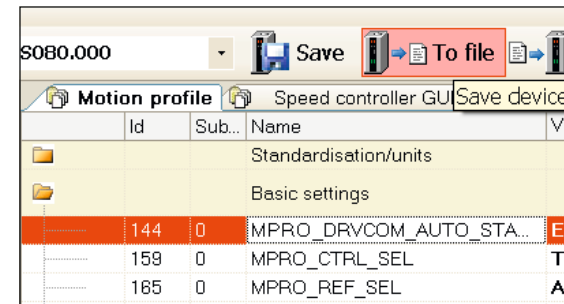 S080.000 Save To file
Motion profile Speed controller GUI Save device
Id Sub... Name V
Standardisation/units
Basic settings
144 0 MPRO_DRVCOM_AUTO_STA... E
159 0 MPRO_CTRL_SEL T
165 0 MPRO_REF_SEL A